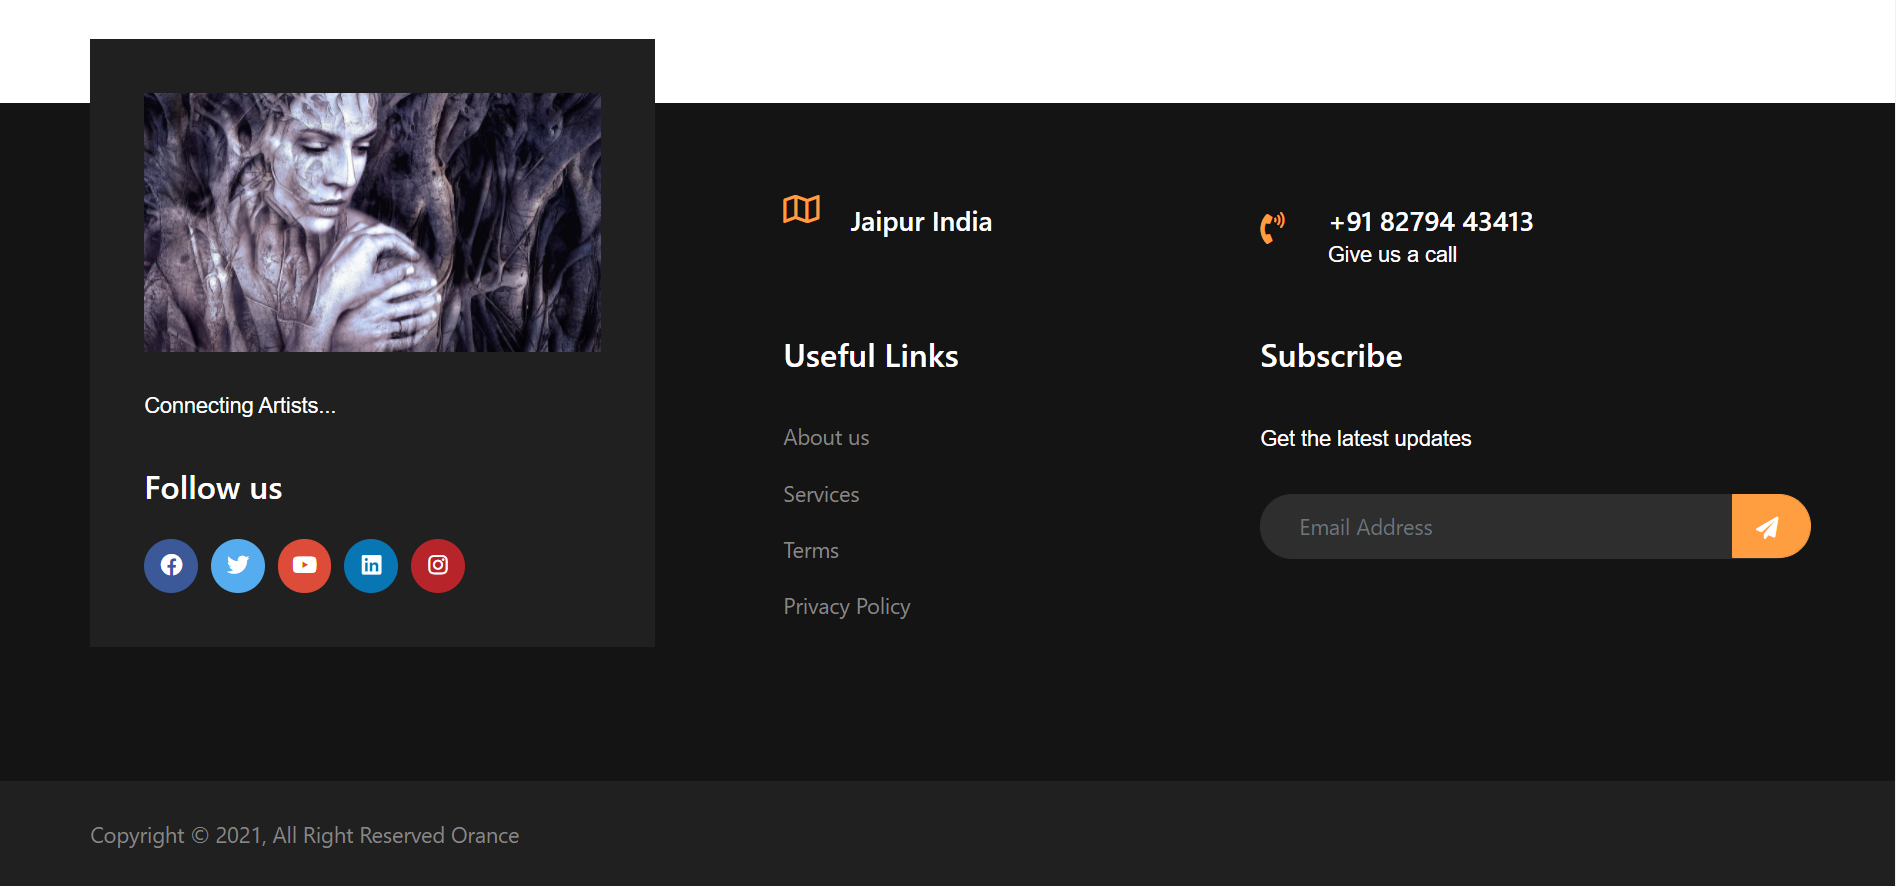 Connecting Artists...
Follow us
Jaipur India
+91 82794 43413
Give us a call
Useful Links
About us
Services
Terms
Privacy Policy
Subscribe
Get the latest updates
Email Address
Copyright © 2021, All Right Reserved Orance